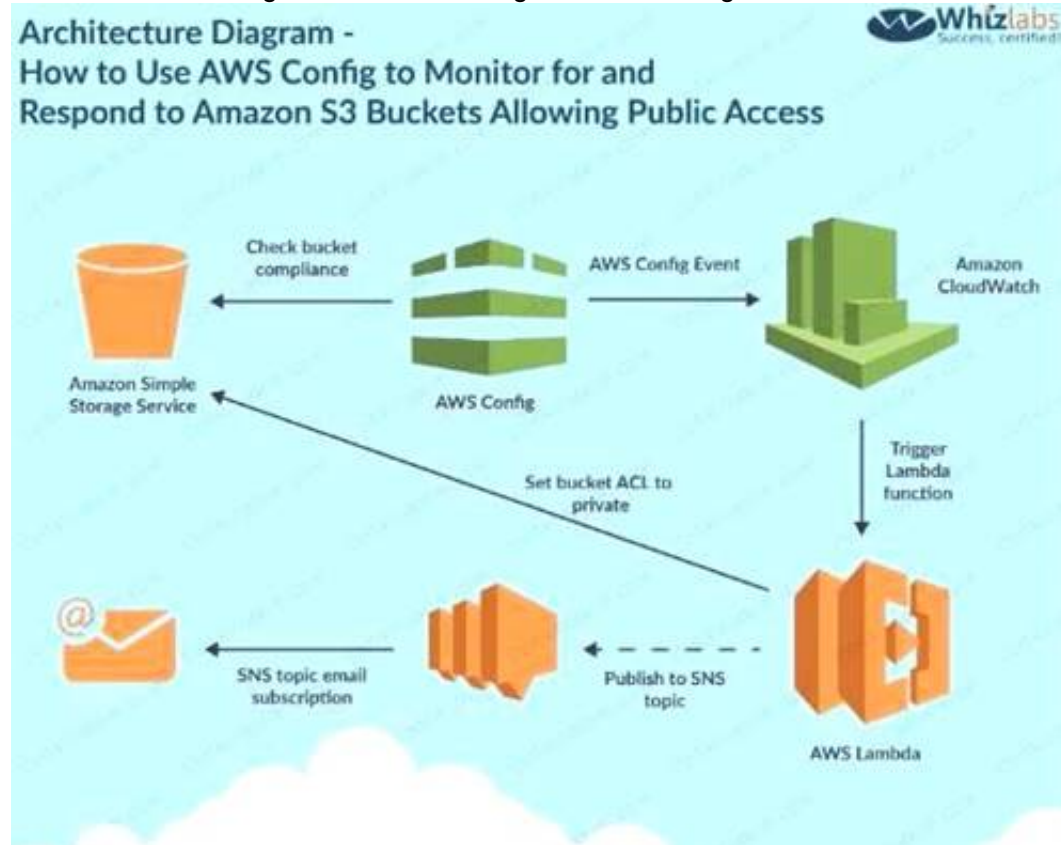 Architecture Diagram -
How to Use AWS Config to Monitor for and
Respond to Amazon S3 Buckets Allowing Public Access
Whizlabs
Success, certified!
Check bucket
compliance
AWS Config Event
Amazon
CloudWatch
Amazon Simple
Storage Service
AWS Config
Trigger
Lambda
function
Set bucket ACL to
private
@
SNS topic email
subscription
Publish to SNS
topic
AWS Lambda